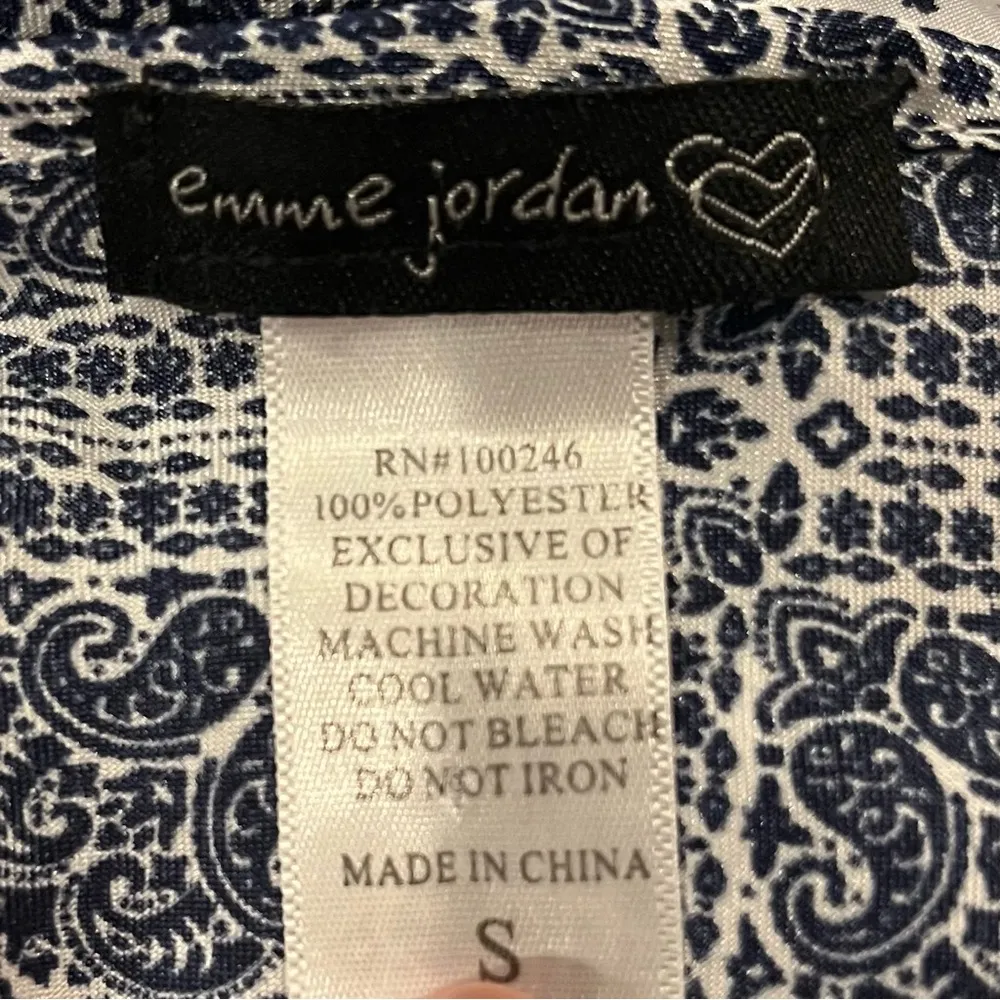 emme jordan
RN#100246
100%POLYESTER
EXCLUSIVE OF
DECORATION
MACHINE WASH
COOL WATER
DO NOT BLEACH
DO NOT IRON
MADE IN CHINA
S